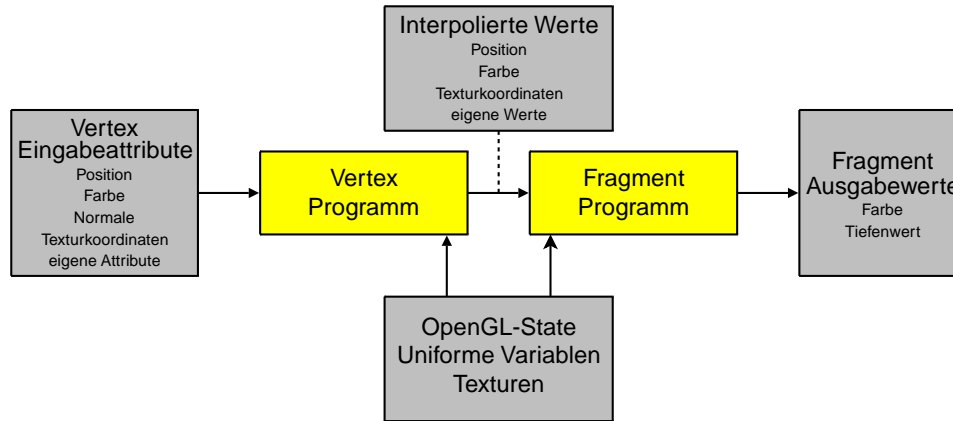 Interpolierte Werte
Position
Farbe
Texturkoordinaten
eigene Werte
Vertex
Eingabeattribute
Position
Farbe
Normale
Texturkoordinaten
eigene Attribute
Vertex
Programm
Fragment
Programm
Fragment
Ausgabewerte
Farbe
Tiefenwert
OpenGL-State
Uniforme Variablen
Texturen